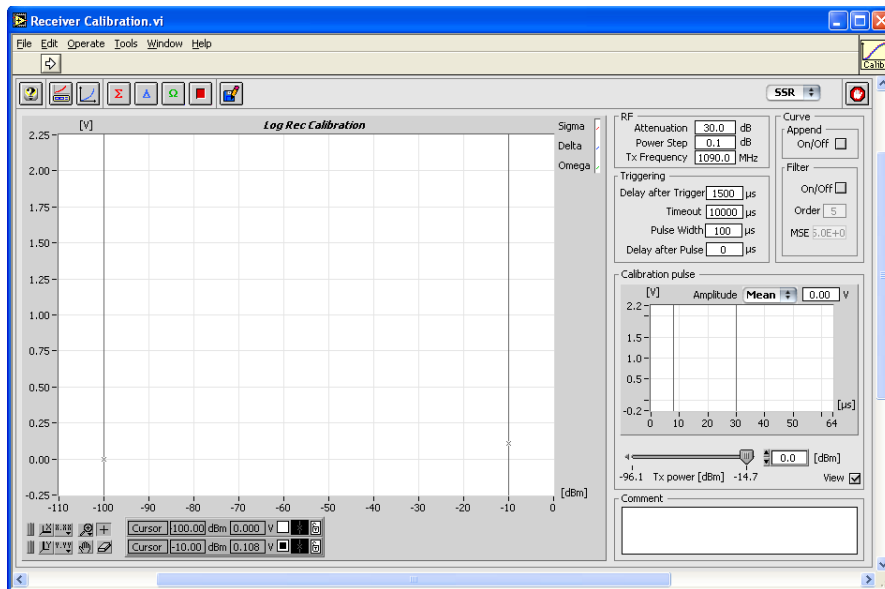 Receiver Calibration.vi
File Edit Operate Tools Window Help
Calib
? Σ Δ Ω SSR
[V] Log Rec Calibration
Sigma
Delta
Omega
2.25
2.00
1.75
1.50
1.25
1.00
0.75
0.50
0.25
0.00
-0.25
-110 -100 -90 -80 -70 -60 -50 -40 -30 -20 -10 0
[dBm]
Cursor -100.00 dBm 0.000 V
Cursor -10.00 dBm 0.108 V
RF
Attenuation 30.0 dB
Power Step 0.1 dB
Tx Frequency 1090.0 MHz
Triggering
Delay after Trigger 1500 µs
Timeout 10000 µs
Pulse Width 100 µs
Delay after Pulse 0 µs
Curve
Append
On/Off
Filter
On/Off
Order 5
MSE 5.0E+0
Calibration pulse
[V] Amplitude Mean 0.00 V
2.2
1.5
1.0
0.5
-0.2
0 10 20 30 40 50 64
[µs]
0.0 [dBm]
-96.1 Tx power [dBm] -14.7 View
Comment